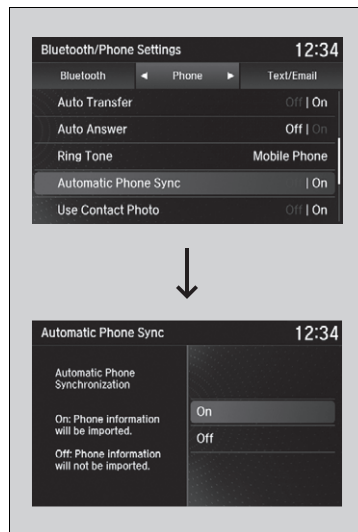 Bluetooth/Phone Settings 12:34
Bluetooth ◄ Phone ► Text/Email
Auto Transfer Off | On
Auto Answer Off | On
Ring Tone Mobile Phone
Automatic Phone Sync | On
Use Contact Photo Off | On
Automatic Phone Sync 12:34
Automatic Phone
Synchronization
On: Phone information
will be imported.
Off: Phone information
will not be imported.
On
Off